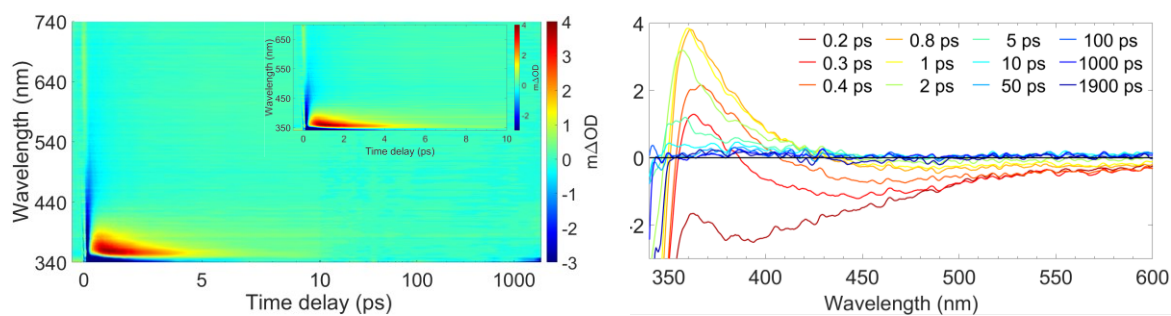 740
640
540
440
340
Wavelength (nm)
0
5
10
100
1000
Time delay (ps)
650
550
450
350
Wavelength (nm)
0
2
4
6
8
10
Time delay (ps)
4
2
0
-2
m∆OD
4
3
2
1
0
-1
-2
-3
m∆OD
4
2
0
-2
0.2 ps
0.8 ps
5 ps
100 ps
0.3 ps
1 ps
10 ps
1000 ps
0.4 ps
2 ps
50 ps
1900 ps
350
400
450
500
550
600
Wavelength (nm)